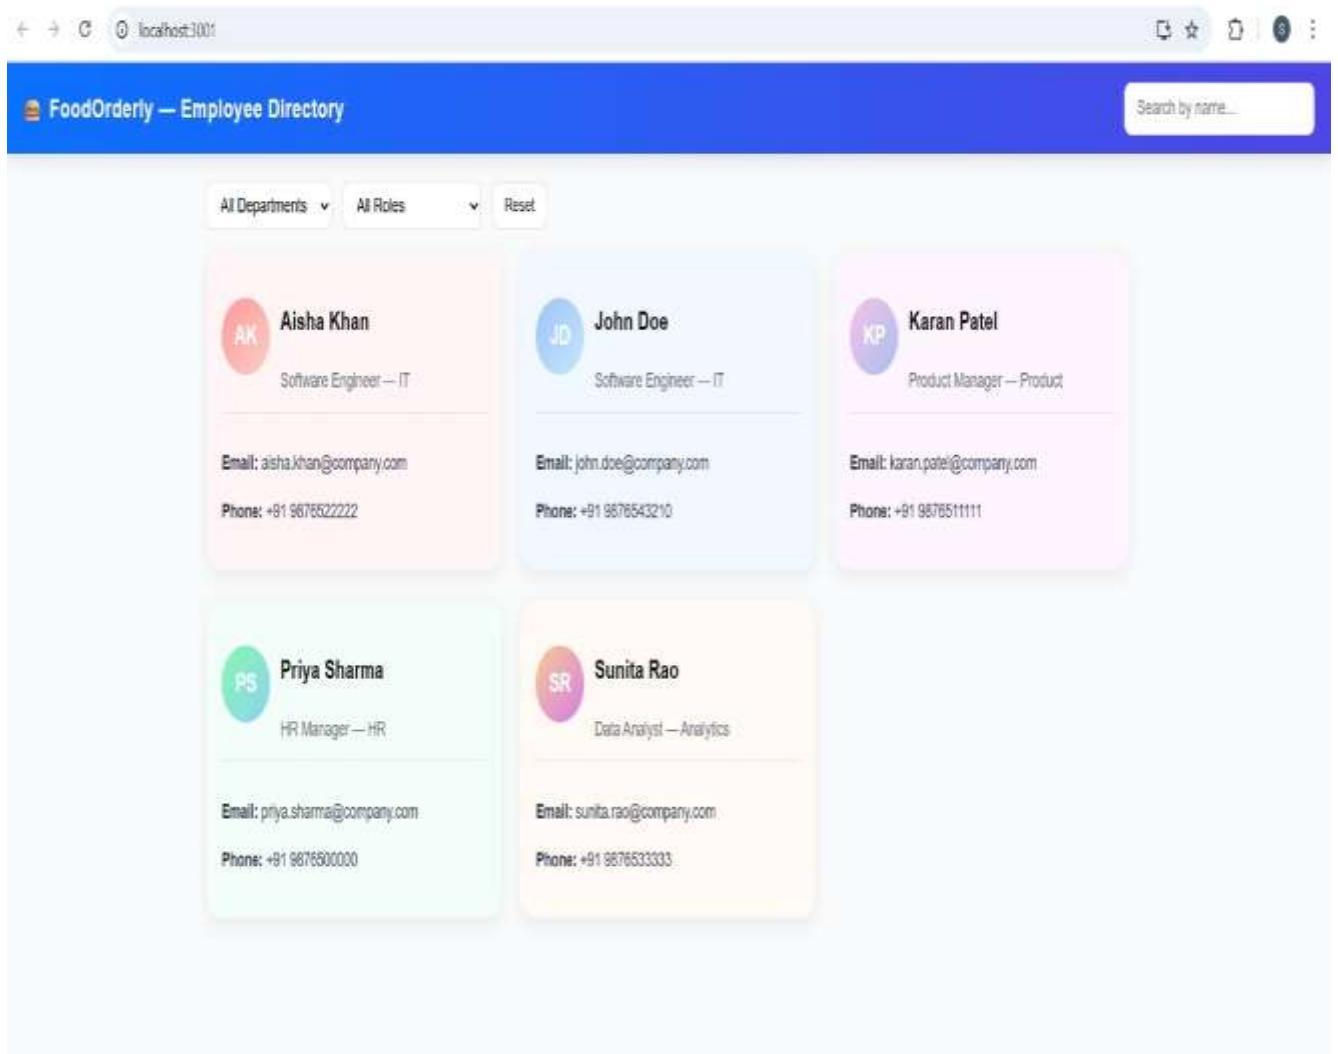 localhost:3001
S
FoodOrderly — Employee Directory
Search by name...
All Departments
All Roles
Reset
AK
Aisha Khan
Software Engineer — IT
Email: aisha.khan@company.com
Phone: +91 9876522222
JD
John Doe
Software Engineer — IT
Email: john.doe@company.com
Phone: +91 9876543210
KP
Karan Patel
Product Manager — Product
Email: karan.patel@company.com
Phone: +91 9876511111
PS
Priya Sharma
HR Manager — HR
Email: priya.sharma@company.com
Phone: +91 9876500000
SR
Sunita Rao
Data Analyst — Analytics
Email: sunita.rao@company.com
Phone: +91 9876533333